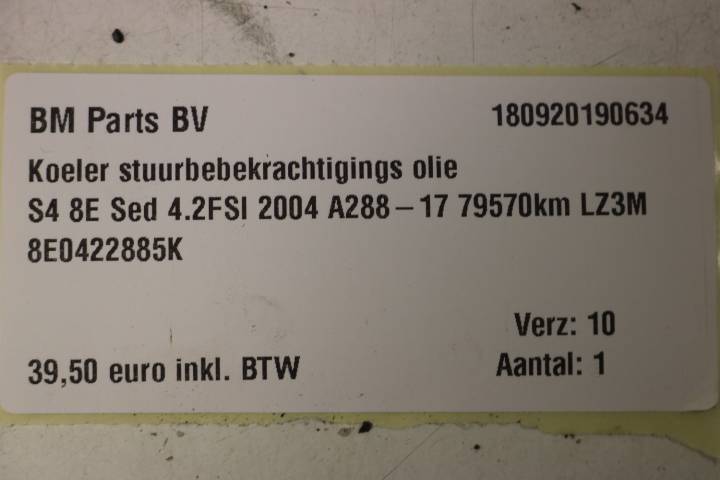 BM Parts BV 180920190634
Koeler stuurbebekrachtigings olie
S4 8E Sed 4.2FSI 2004 A288-17 79570km LZ3M
8E0422885K
Verz: 10
39,50 euro inkl. BTW Aantal: 1